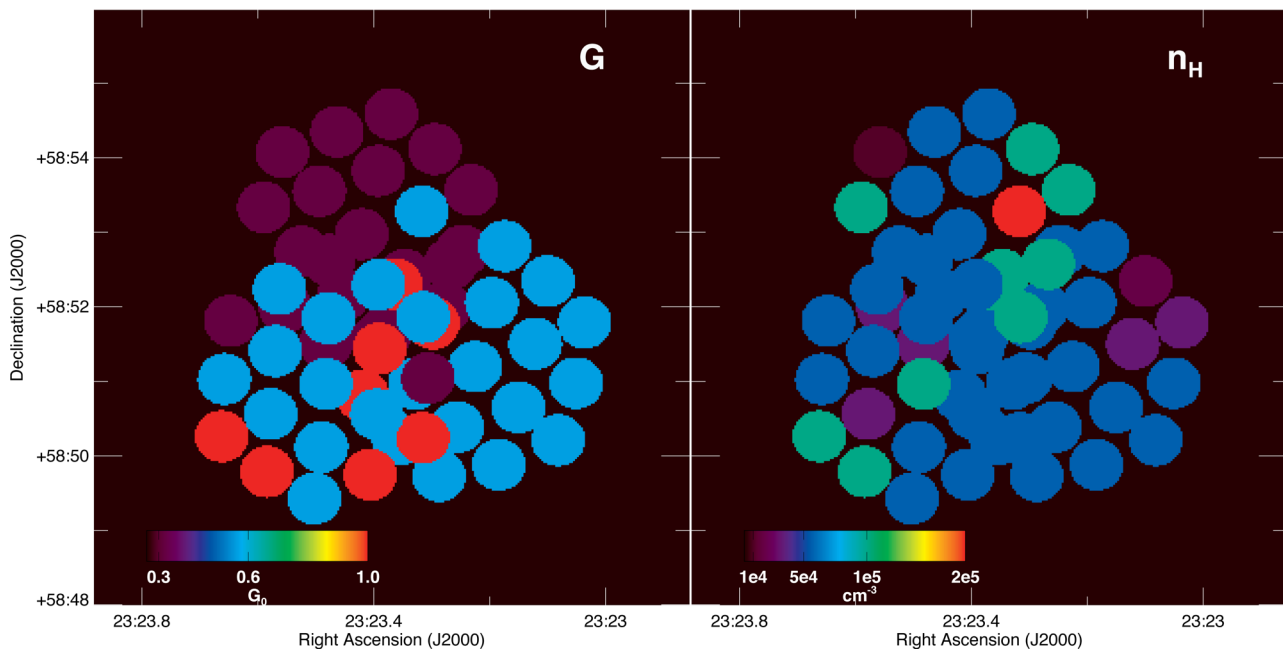 G
n_H
+58:54
+58:52
+58:50
+58:48
Declination (J2000)
0.3 0.6 1.0
G_0
1e4 5e4 1e5 2e5
cm^-3
23:23.8 23:23.4 23:23
Right Ascension (J2000)
23:23.8 23:23.4 23:23
Right Ascension (J2000)